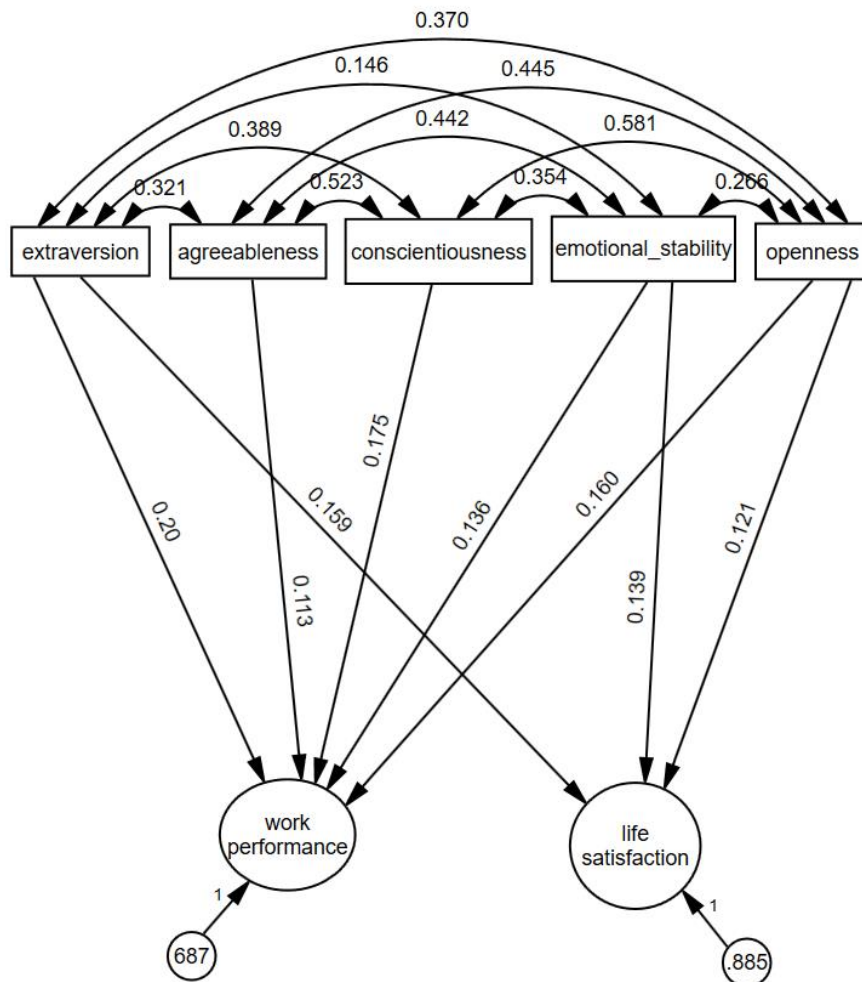 0.370
0.146
0.445
0.442
0.389
0.581
0.321
0.523
0.354
0.266
extraversion
agreeableness
conscientiousness
emotional_stability
openness
0.20
0.159
0.113
0.175
0.136
0.160
0.139
0.121
work
performance
life
satisfaction
1
687
1
.885